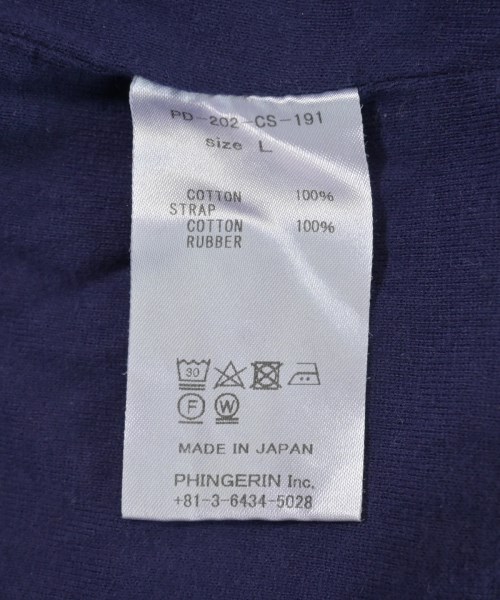 PD-202-CS-191
size L
COTTON 100%
STRAP
COTTON 100%
RUBBER
30
F W
MADE IN JAPAN
PHINGERIN Inc.
+81-3-6434-5028